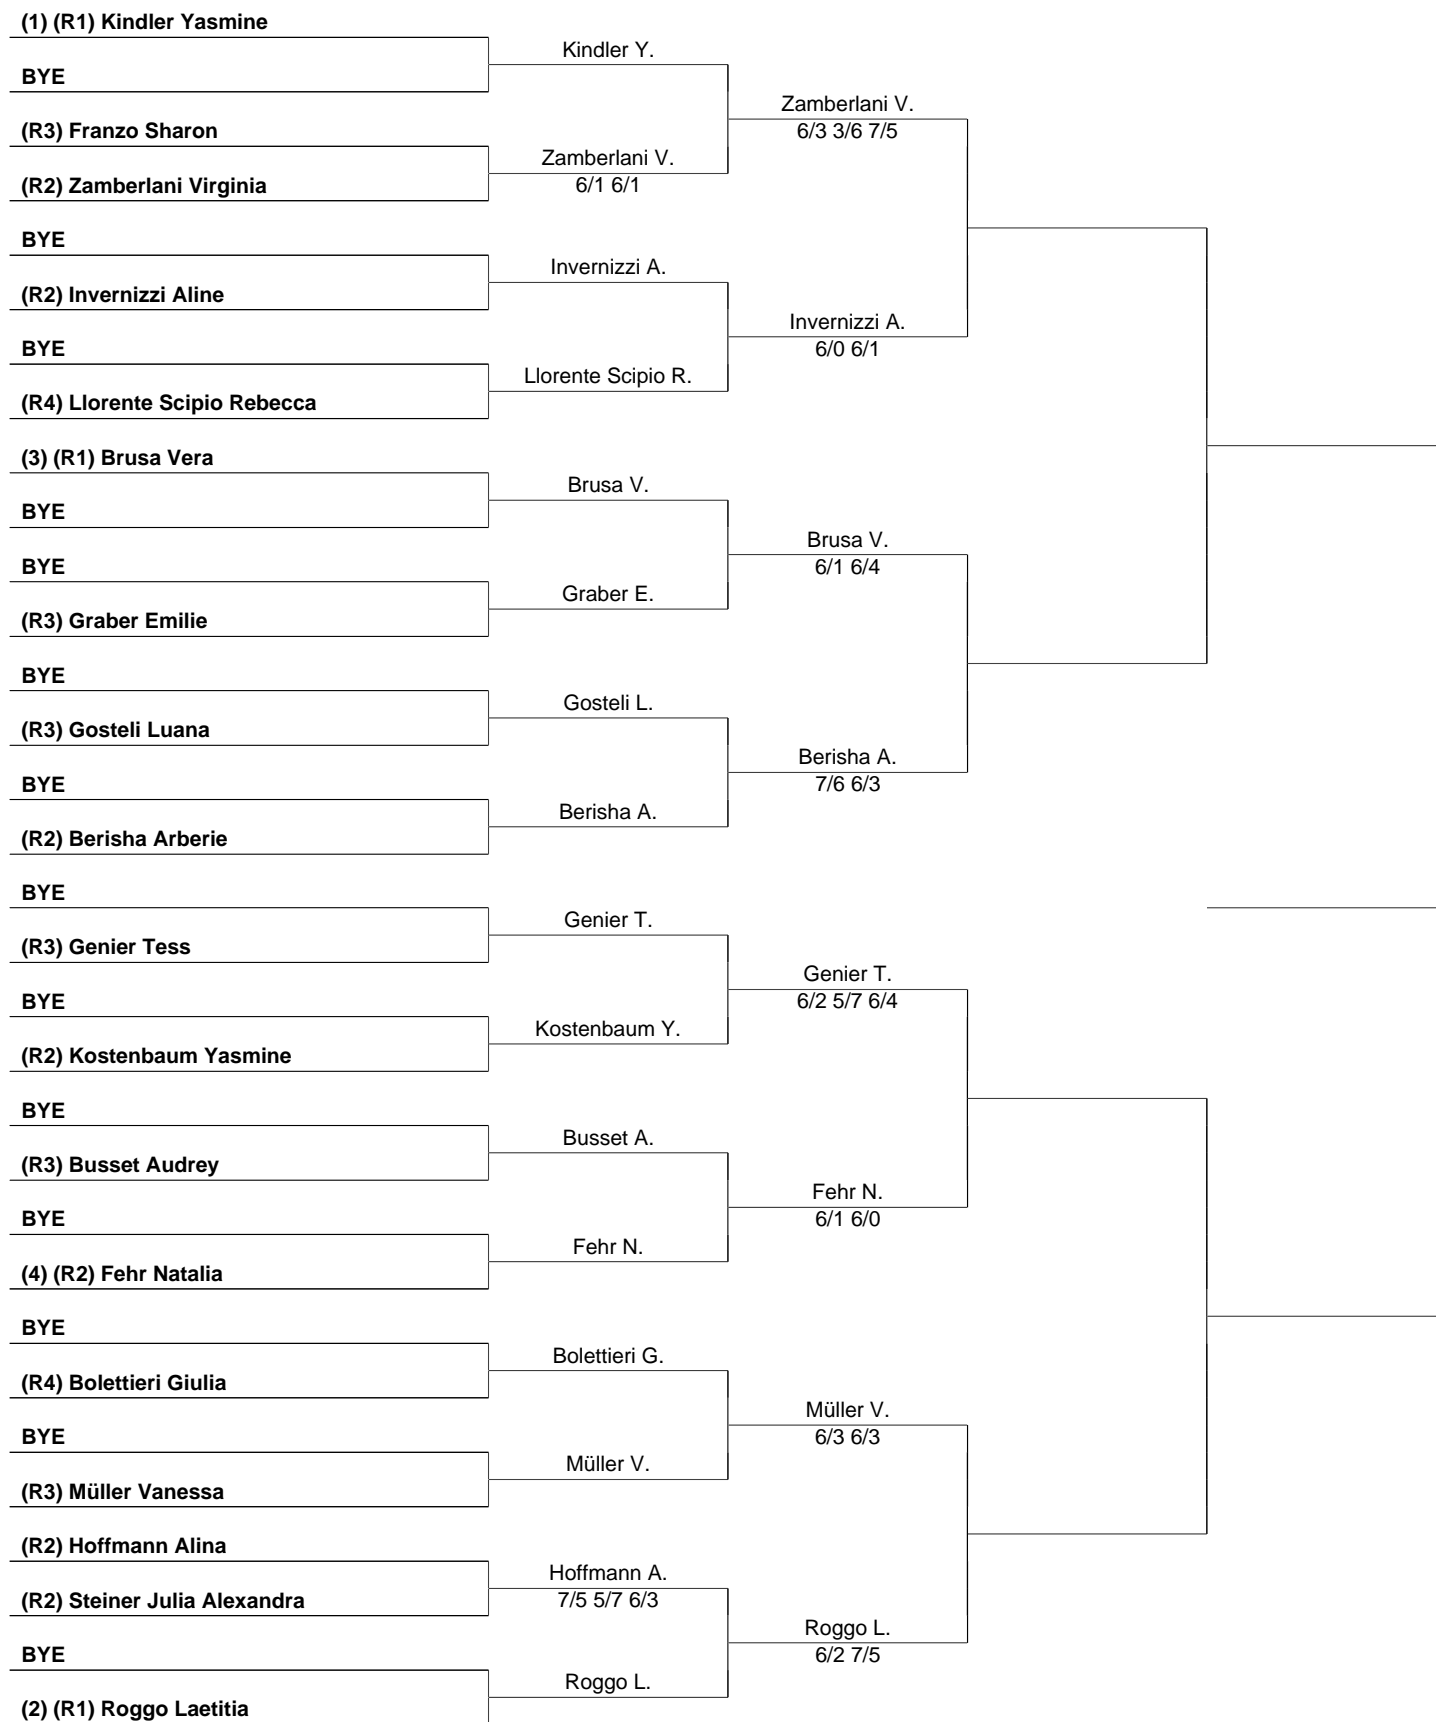 (1) (R1) Kindler Yasmine
BYE
(R3) Franzo Sharon
(R2) Zamberlani Virginia
BYE
(R2) Invernizzi Aline
BYE
(R4) Llorente Scipio Rebecca
(3) (R1) Brusa Vera
BYE
BYE
(R3) Graber Emilie
BYE
(R3) Gosteli Luana
BYE
(R2) Berisha Arberie
BYE
(R3) Genier Tess
BYE
(R2) Kostenbaum Yasmine
BYE
(R3) Busset Audrey
BYE
(4) (R2) Fehr Natalia
BYE
(R4) Bolettieri Giulia
BYE
(R3) Müller Vanessa
(R2) Hoffmann Alina
(R2) Steiner Julia Alexandra
BYE
(2) (R1) Roggo Laetitia
Kindler Y.
Zamberlani V.
6/1 6/1
Invernizzi A.
Llorente Scipio R.
Brusa V.
Graber E.
Gosteli L.
Berisha A.
Genier T.
Kostenbaum Y.
Busset A.
Fehr N.
Bolettieri G.
Müller V.
Hoffmann A.
7/5 5/7 6/3
Roggo L.
Zamberlani V.
6/3 3/6 7/5
Invernizzi A.
6/0 6/1
Brusa V.
6/1 6/4
Berisha A.
7/6 6/3
Genier T.
6/2 5/7 6/4
Fehr N.
6/1 6/0
Müller V.
6/3 6/3
Roggo L.
6/2 7/5